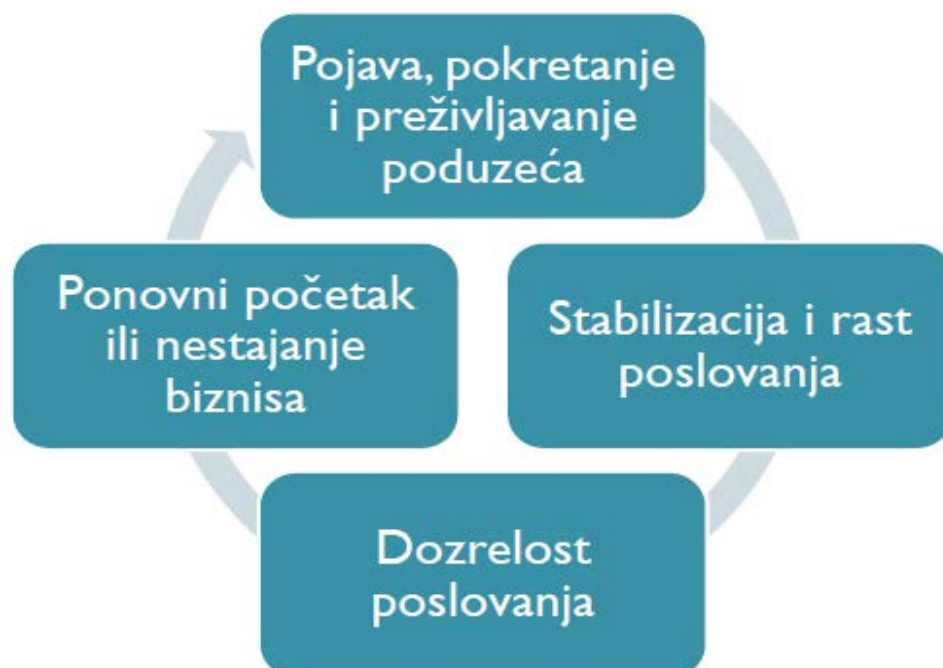 Pojava, pokretanje
i preživljavanje
poduzeća
Stabilizacija i rast
poslovanja
Dozrelost
poslovanja
Ponovni početak
ili nestajanje
biznisa